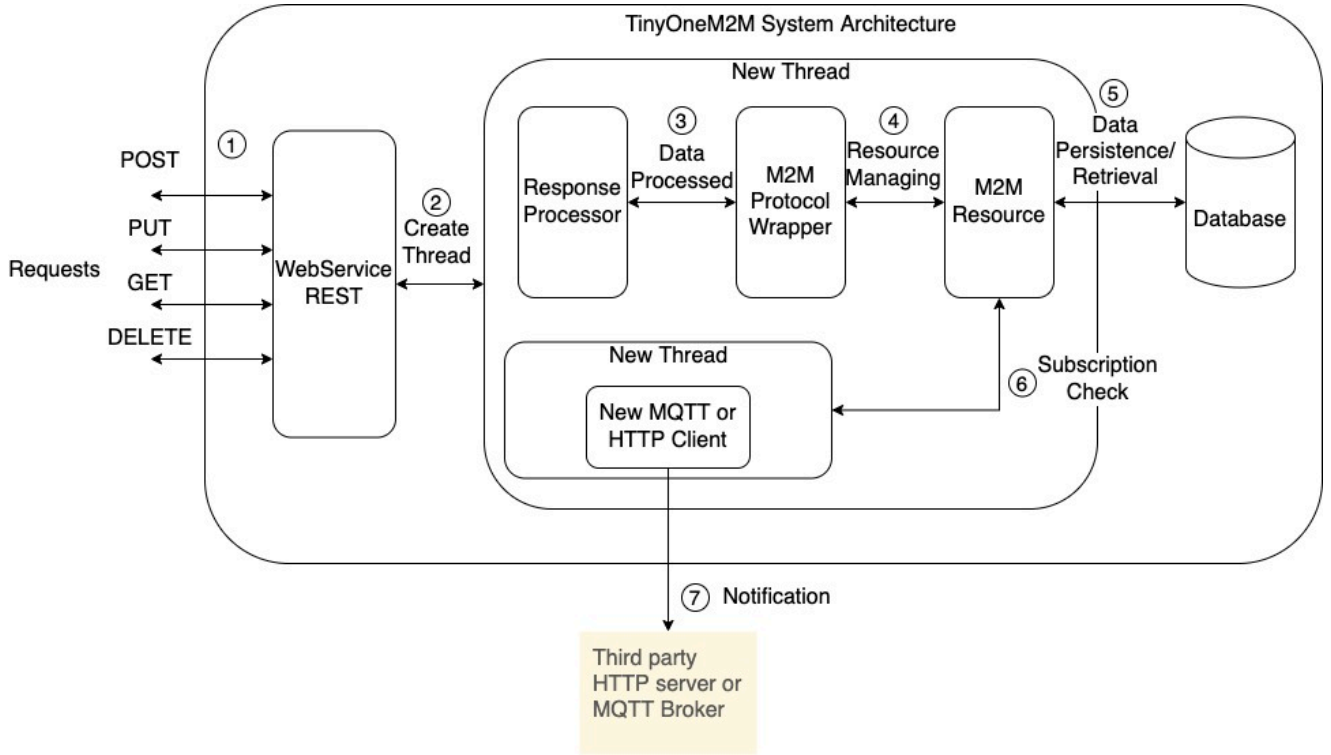 TinyOneM2M System Architecture
New Thread
1
POST
PUT
Requests
GET
DELETE
WebService
REST
2
Create
Thread
Response
Processor
3
Data
Processed
M2M
Protocol
Wrapper
4
Resource
Managing
M2M
Resource
5
Data
Persistence/
Retrieval
Database
New Thread
New MQTT or
HTTP Client
6
Subscription
Check
7
Notification
Third party
HTTP server or
MQTT Broker